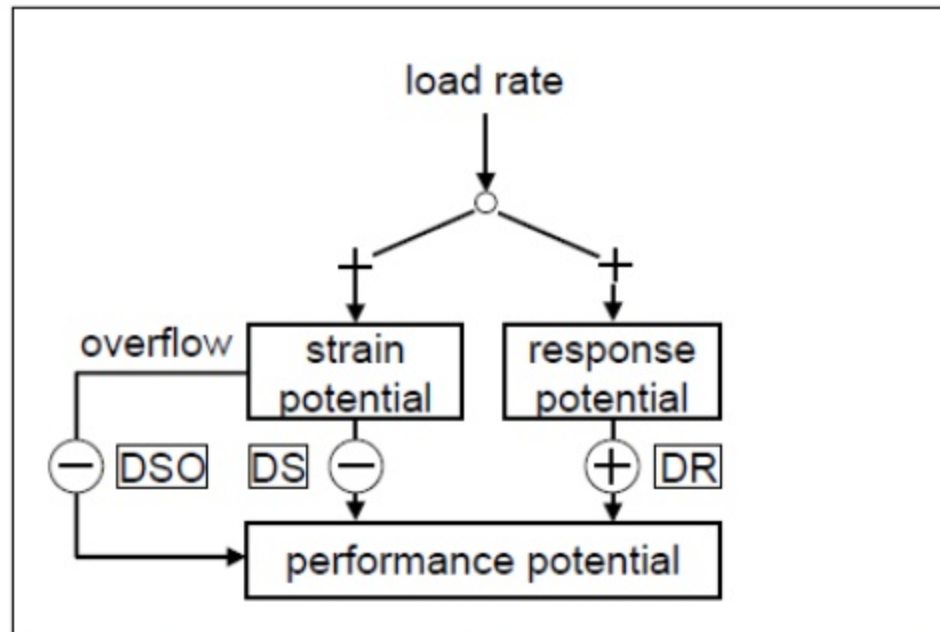 load rate
overflow
strain
potential
response
potential
DSO
DS
DR
performance potential